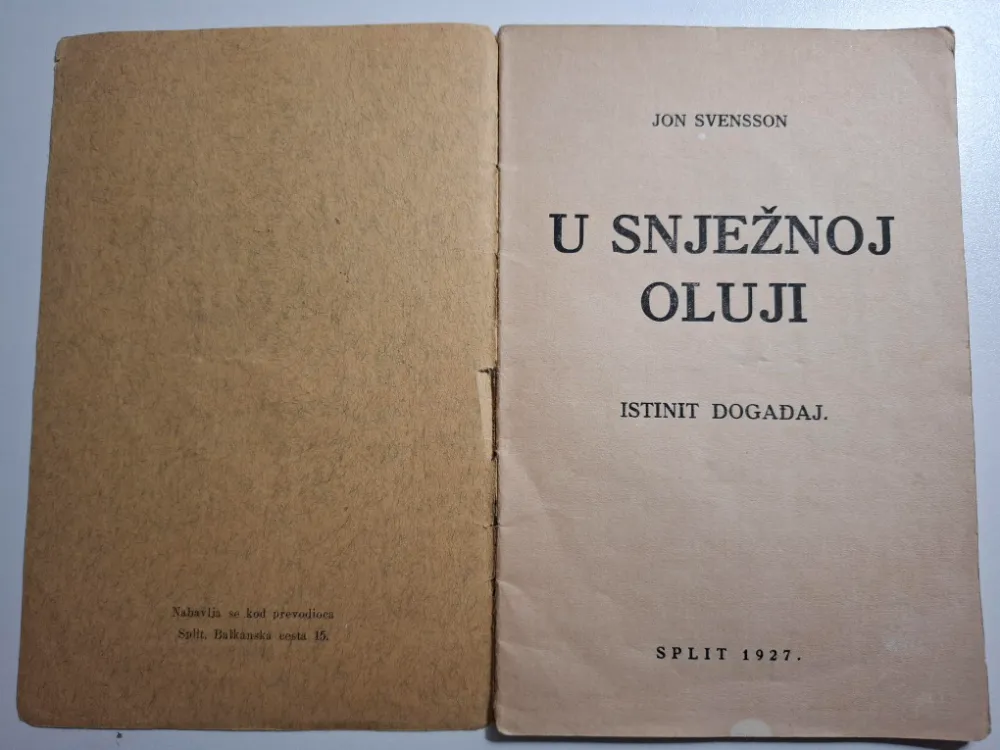 Nabavlja se kod prevodioca
Split, Balkanska cesta 15.
JON SVENSSON
U SNJEŽNOJ
OLUJI
ISTINIT DOGAĐAJ.
SPLIT 1927.